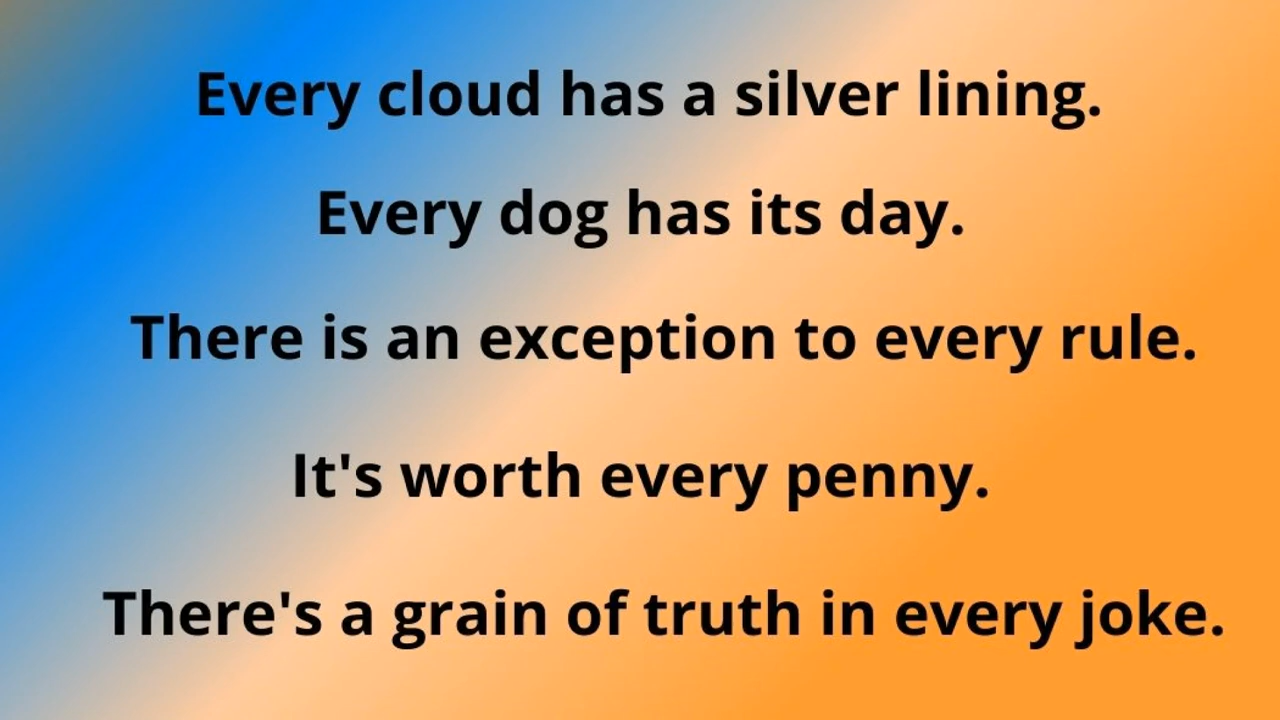 Every cloud has a silver lining.
Every dog has its day.
There is an exception to every rule.
It's worth every penny.
There's a grain of truth in every joke.